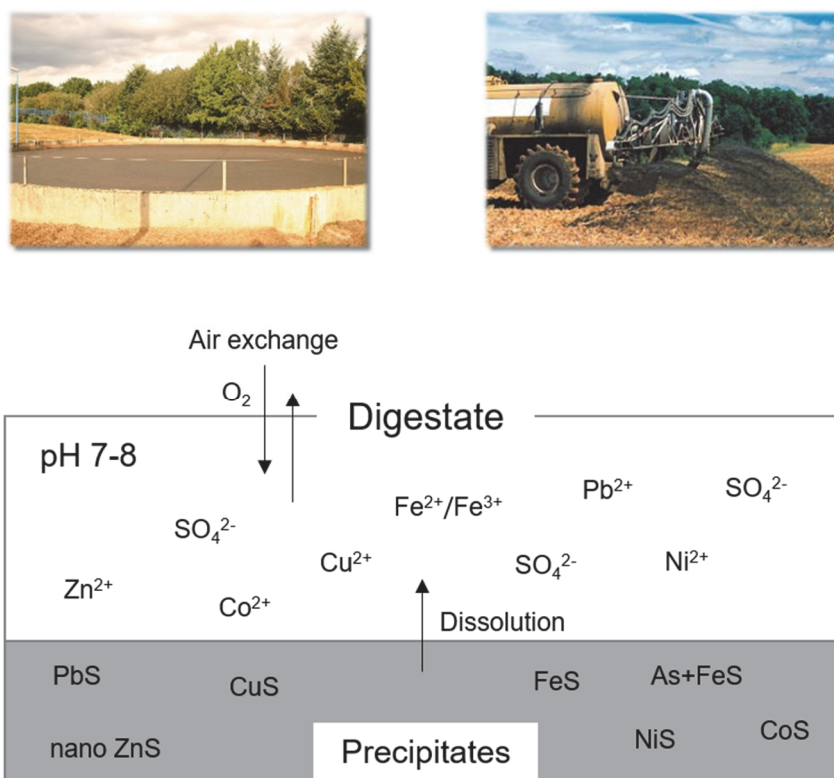 Air exchange
O₂
Digestate
pH 7-8
Pb²⁺
SO₄²⁻
Fe²⁺/Fe³⁺
SO₄²⁻
Cu²⁺
SO₄²⁻
Ni²⁺
Zn²⁺
Co²⁺
Dissolution
PbS
CuS
FeS
As+FeS
nano ZnS
Precipitates
NiS
CoS